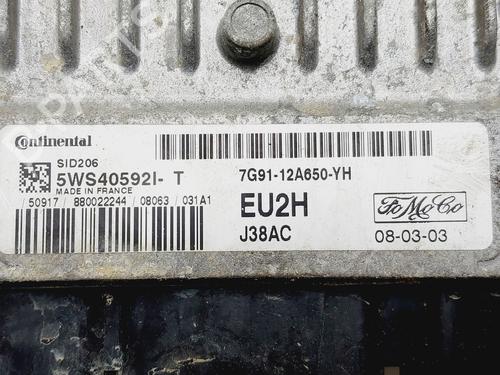 Continental
SID206
5WS40592I- T
MADE IN FRANCE
/ 50917 / 880022244 / 08063 / 031A1
7G91-12A650-YH
EU2H
J38AC
FoMoCo
08-03-03